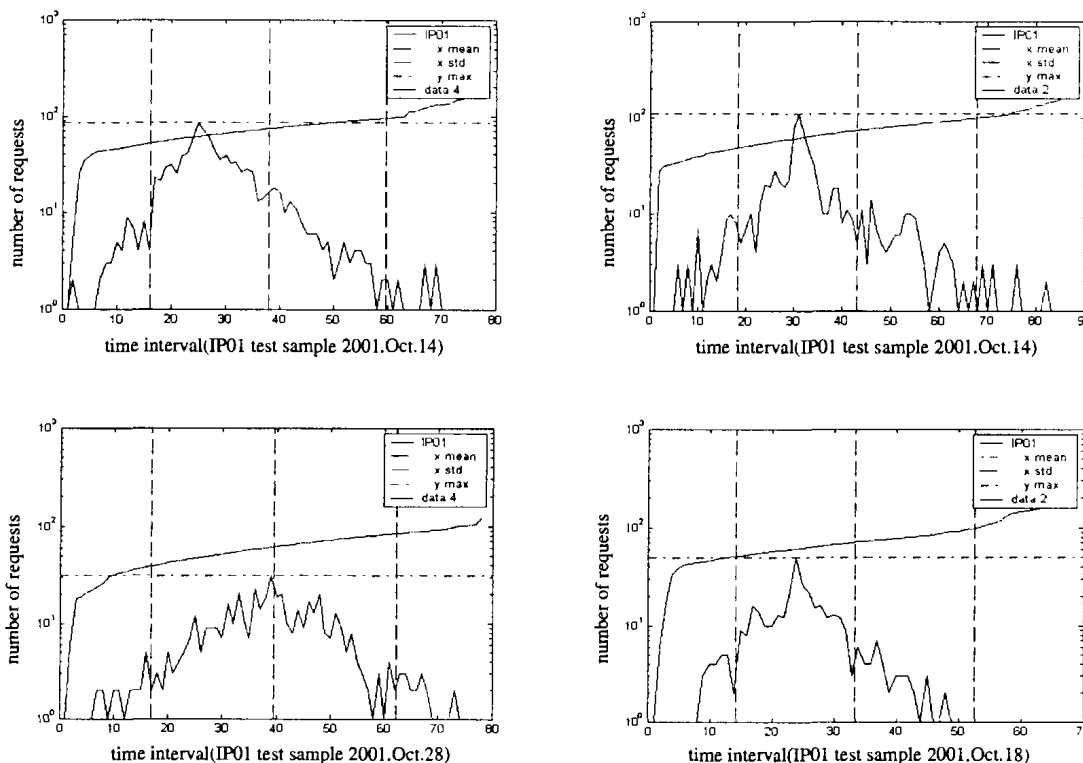 10³
10²
10¹
10⁰
number of requests
IP01
x mean
x std
y max
data 4
0 10 20 30 40 50 60 70 80
time interval(IP01 test sample 2001.Oct.14)
10³
10²
10¹
10⁰
number of requests
IP01
x mean
x std
y max
data 2
0 10 20 30 40 50 60 70 80
time interval(IP01 test sample 2001.Oct.14)
10³
10²
10¹
10⁰
number of requests
IP01
x mean
x std
y max
data 4
0 10 20 30 40 50 60 70 80
time interval(IP01 test sample 2001.Oct.28)
10³
10²
10¹
10⁰
number of requests
IP01
x mean
x std
y max
data 2
0 10 20 30 40 50 60
time interval(IP01 test sample 2001.Oct.18)